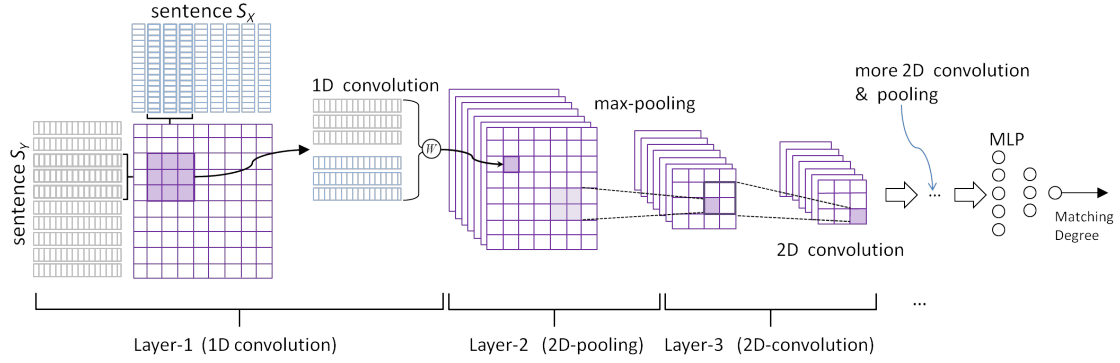 sentence S_X
sentence S_Y
1D convolution
W
max-pooling
2D convolution
more 2D convolution
& pooling
...
MLP
Matching
Degree
...
Layer-1 (1D convolution)
Layer-2 (2D-pooling)
Layer-3 (2D-convolution)